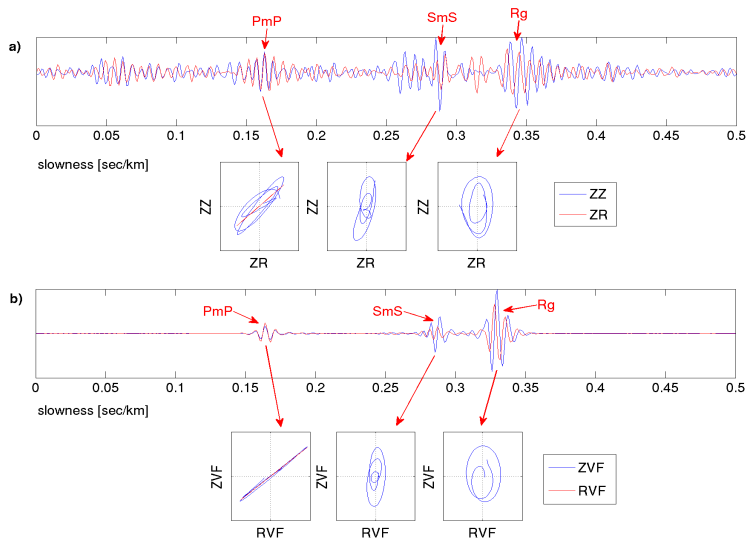 PmP
SmS
Rg
a)
0 0.05 0.1 0.15 0.2 0.25 0.3 0.35 0.4 0.45 0.5
slowness [sec/km]
ZZ ZZ ZZ
ZZ
ZR
ZR ZR ZR
b)
PmP
SmS
Rg
0 0.05 0.1 0.15 0.2 0.25 0.3 0.35 0.4 0.45 0.5
slowness [sec/km]
ZVF ZVF ZVF
ZVF
RVF
RVF RVF RVF